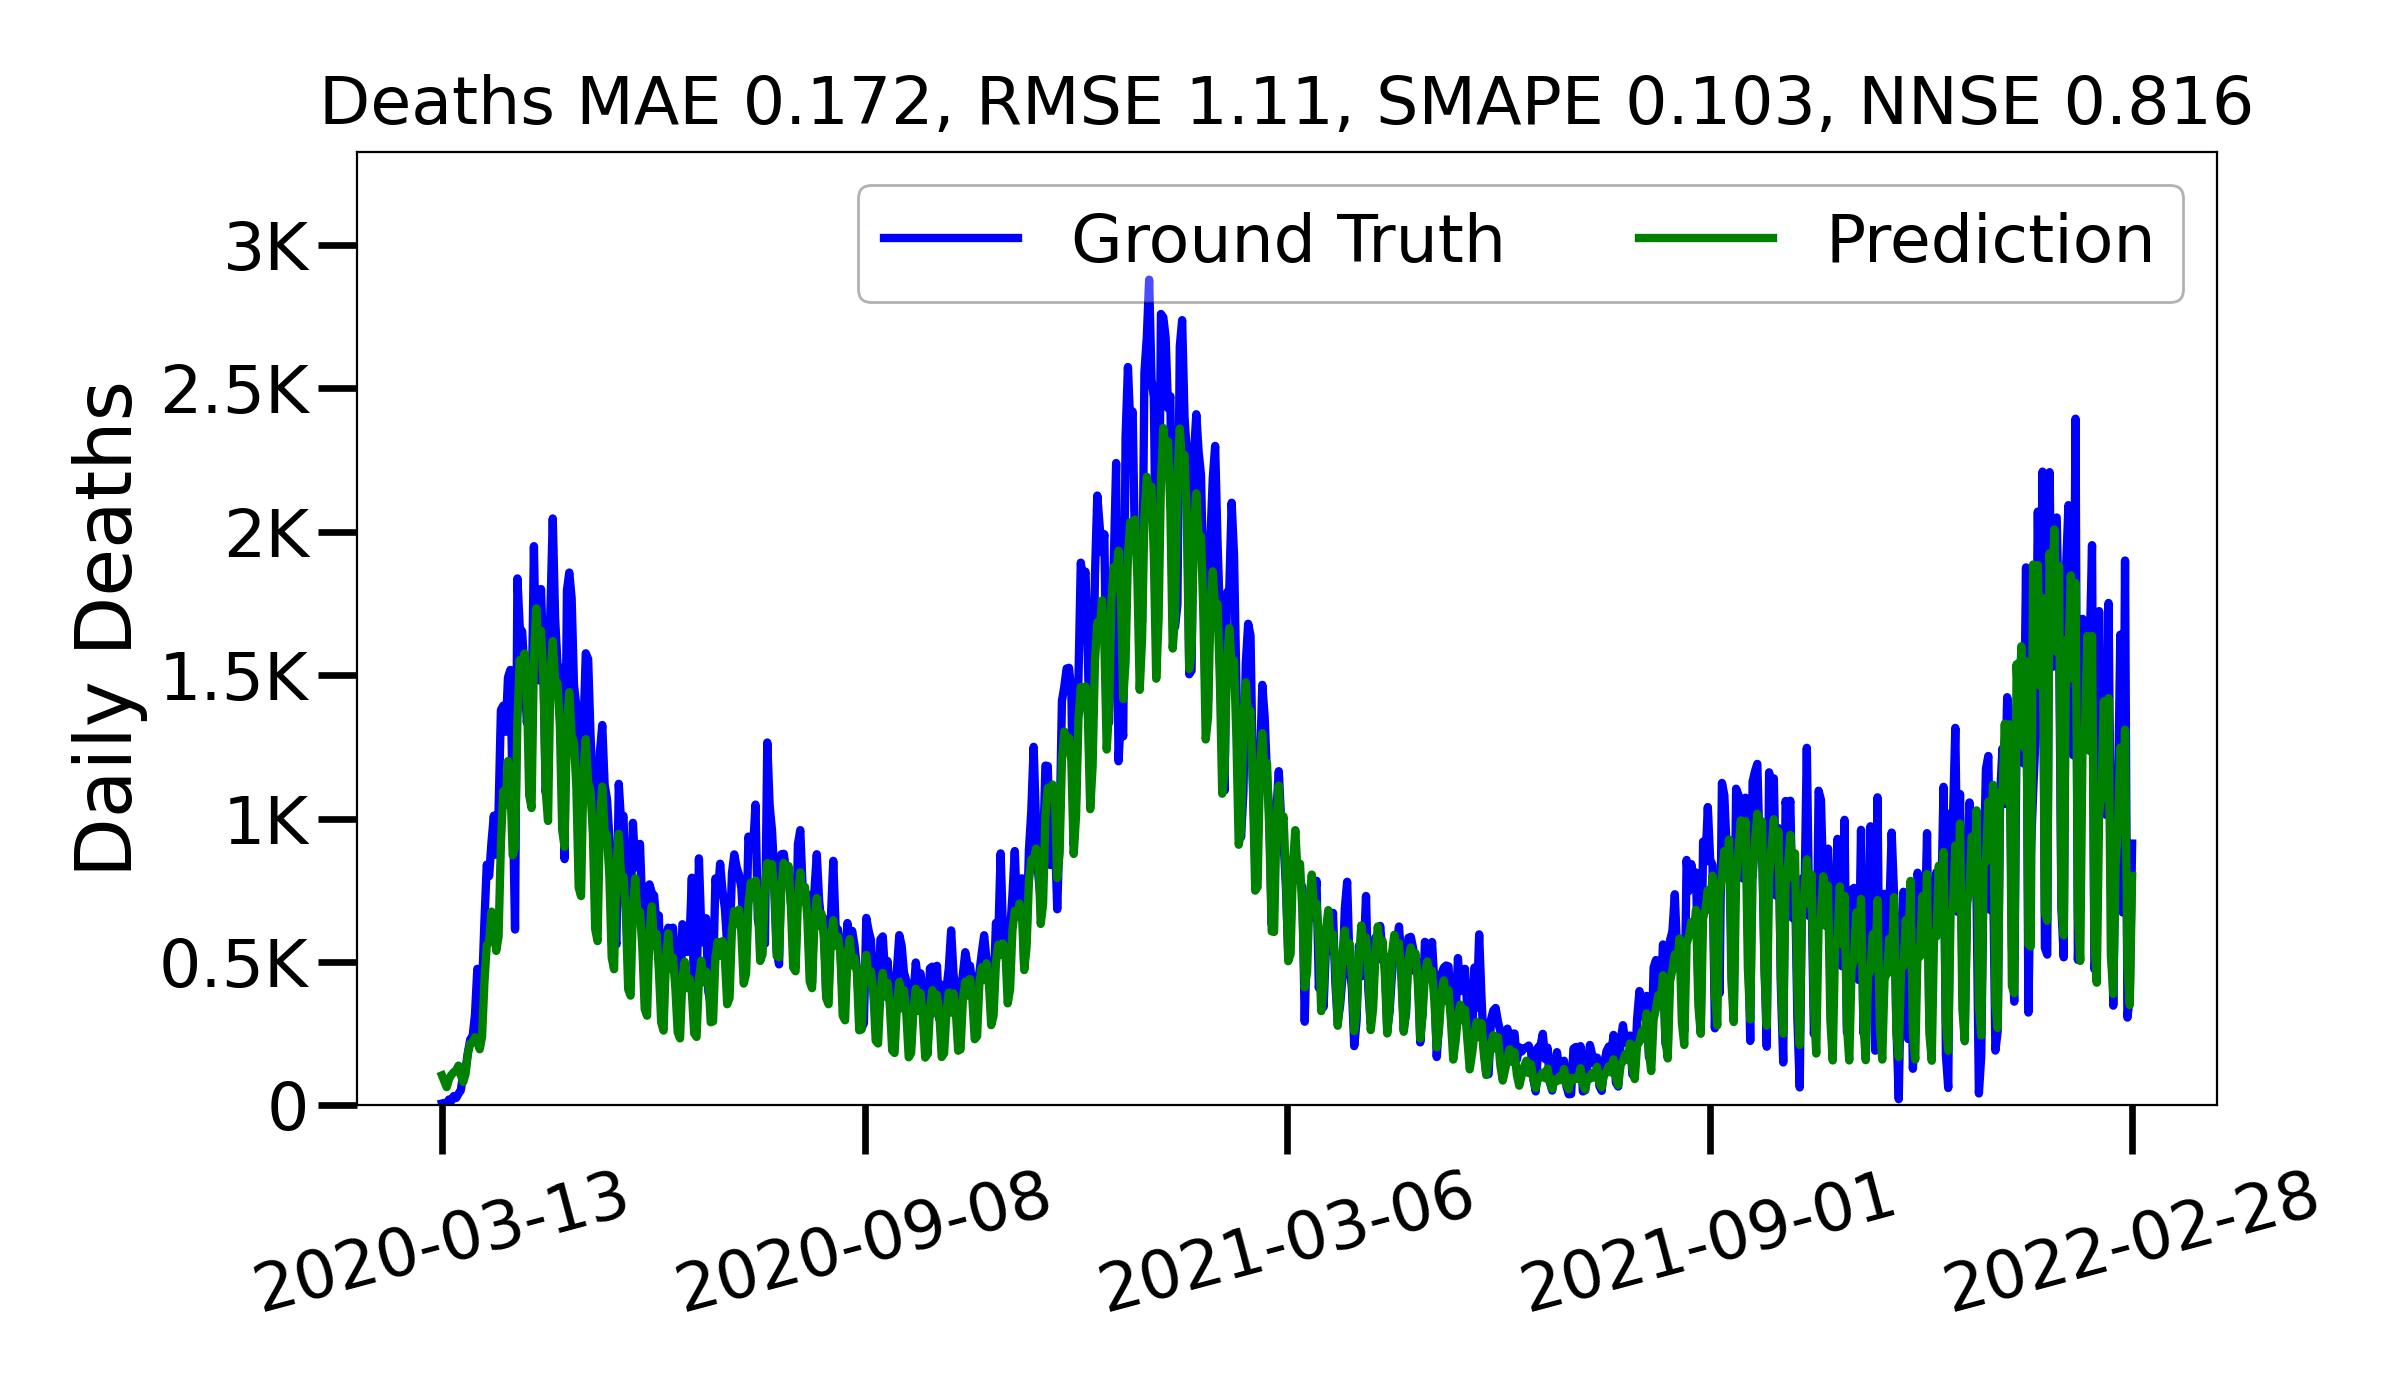 Deaths MAE 0.172, RMSE 1.11, SMAPE 0.103, NNSE 0.816
Ground Truth
Prediction
Daily Deaths
3K
2.5K
2K
1.5K
1K
0.5K
0
2020-03-13
2020-09-08
2021-03-06
2021-09-01
2022-02-28